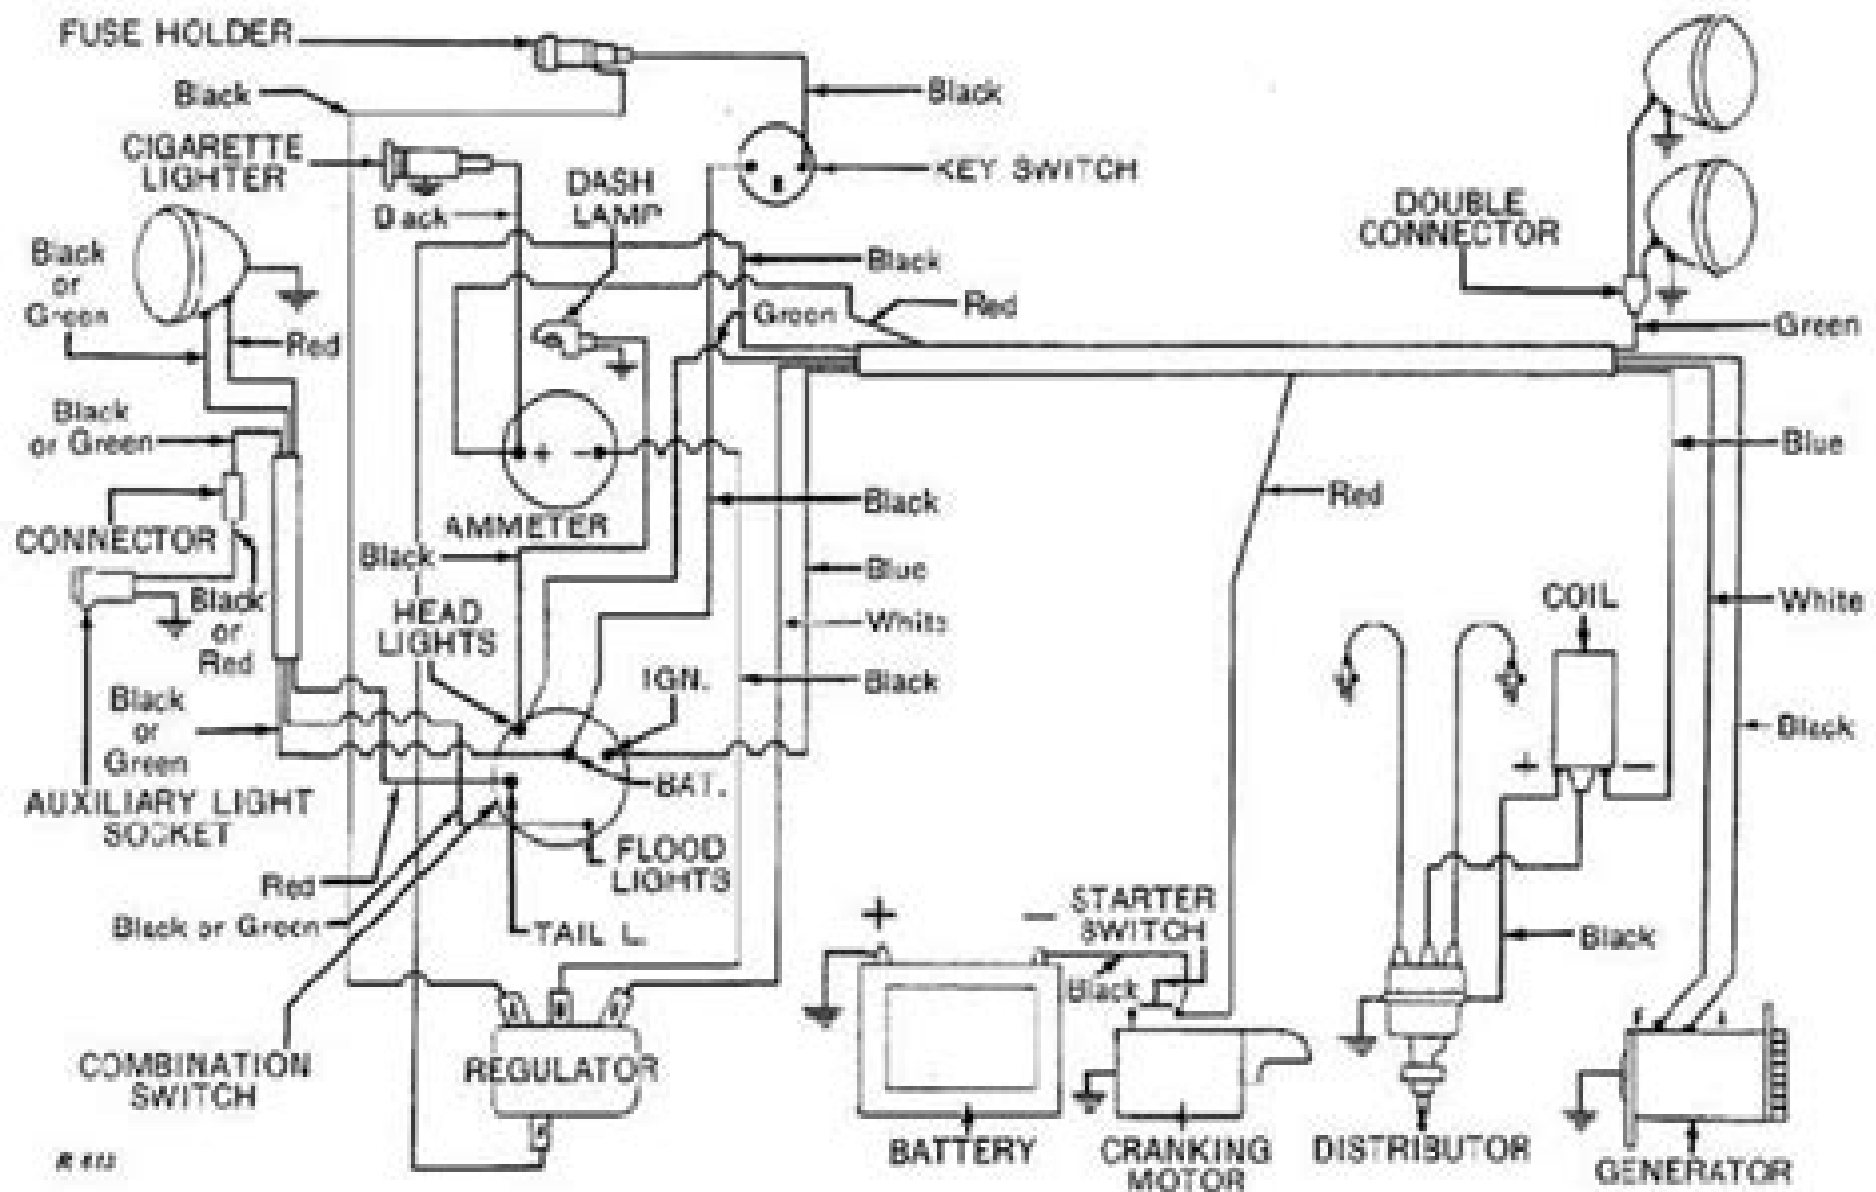 FUSE HOLDER
Black
Black
CIGARETTE
LIGHTER
KEY SWITCH
DASH
LAMP
DOUBLE
CONNECTOR
Black
or
Green
Black
Red
Green
Green
Red
Black
or Green
Blue
Red
Black
AMMETER
CONNECTOR
Black
Blue
Black
or
Red
HEAD
LIGHTS
COIL
White
White
IGN.
Black
Black
or
Green
Black
BAT.
+
AUXILIARY LIGHT
SOCKET
FLOOD
LIGHTS
Red
Black or Green
TAIL L.
+
STARTER
SWITCH
Black
Black
COMBINATION
SWITCH
REGULATOR
BATTERY
CRANKING
MOTOR
DISTRIBUTOR
GENERATOR